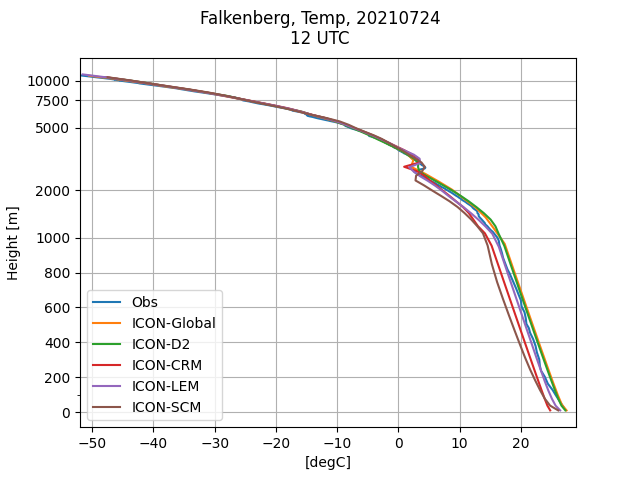 Falkenberg, Temp, 20210724
12 UTC
10000
7500
5000
2000
1000
800
600
400
200
0
Height [m]
Obs
ICON-Global
ICON-D2
ICON-CRM
ICON-LEM
ICON-SCM
−50 −40 −30 −20 −10 0 10 20
[degC]